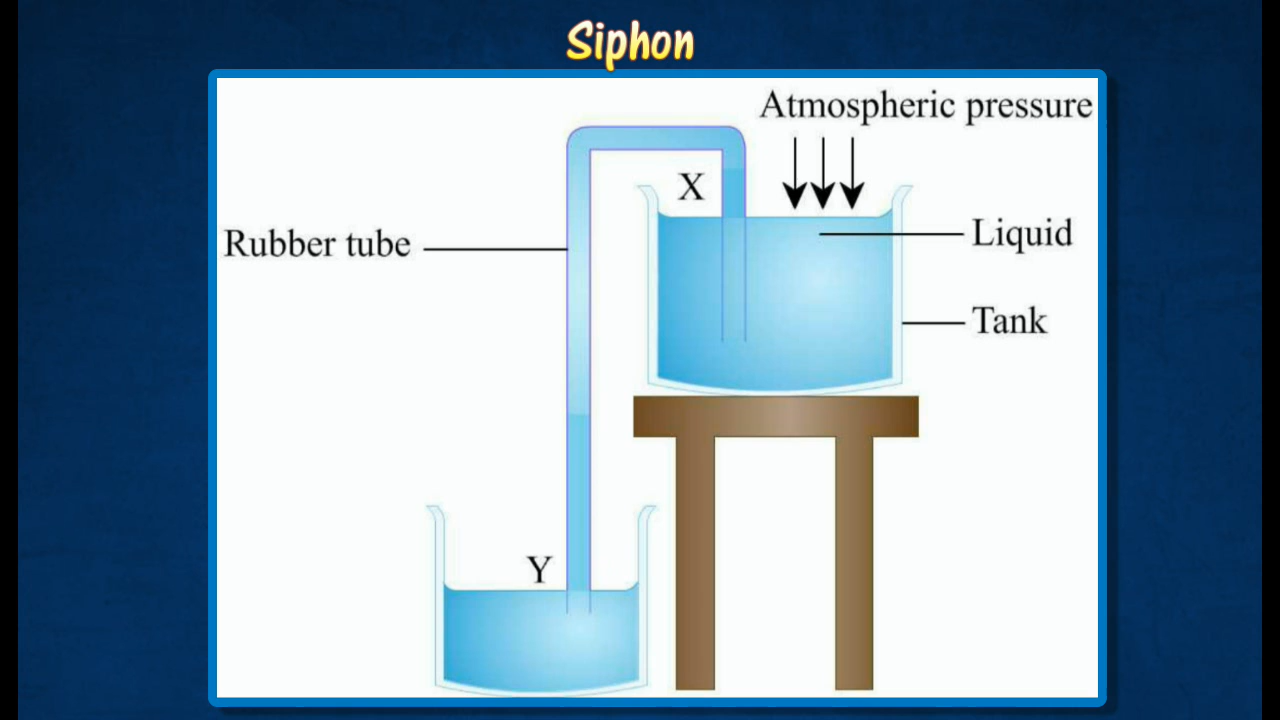 Siphon
Atmospheric pressure
X
Rubber tube
Liquid
Tank
Y